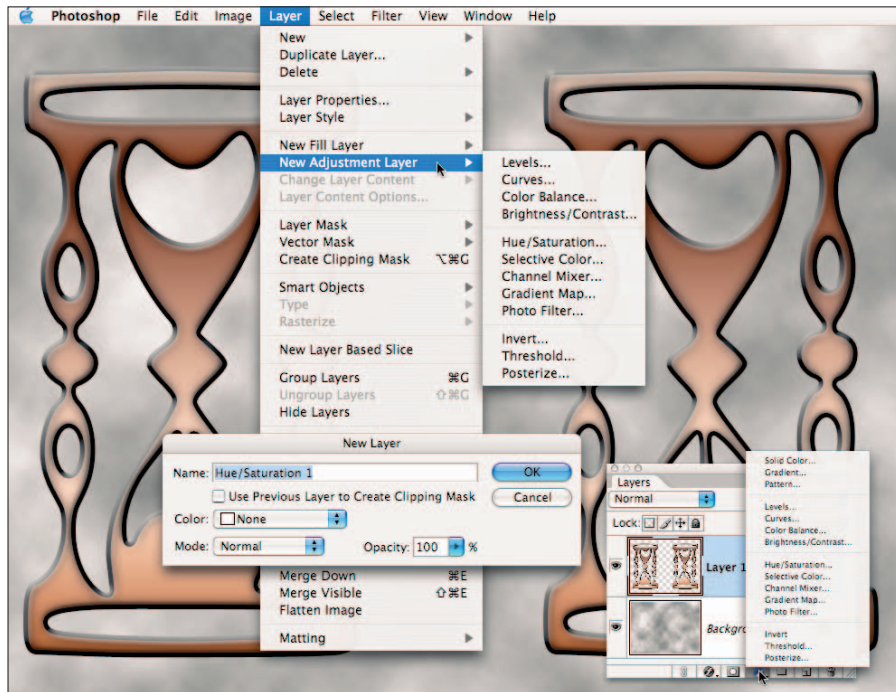 Photoshop File Edit Image Layer Select Filter View Window Help
New
Duplicate Layer...
Delete
Layer Properties...
Layer Style
New Fill Layer
New Adjustment Layer
Change Layer Content
Layer Content Options...
Layer Mask
Vector Mask
Create Clipping Mask ⌥⌘G
Smart Objects
Type
Rasterize
New Layer Based Slice
Group Layers ⌘G
Ungroup Layers ⇧⌘G
Hide Layers
Levels...
Curves...
Color Balance...
Brightness/Contrast...
Hue/Saturation...
Selective Color...
Channel Mixer...
Gradient Map...
Photo Filter...
Invert...
Threshold...
Posterize...
New Layer
Name: Hue/Saturation 1
OK
Use Previous Layer to Create Clipping Mask
Cancel
Color: None
Mode: Normal Opacity: 100 %
Merge Down ⌘E
Merge Visible ⇧⌘E
Flatten Image
Matting
Layers
Normal
Lock:
Layer 1
Backgro
Solid Color...
Gradient...
Pattern...
Levels...
Curves...
Color Balance...
Brightness/Contrast...
Hue/Saturation...
Selective Color...
Channel Mixer...
Gradient Map...
Photo Filter...
Invert
Threshold...
Posterize...